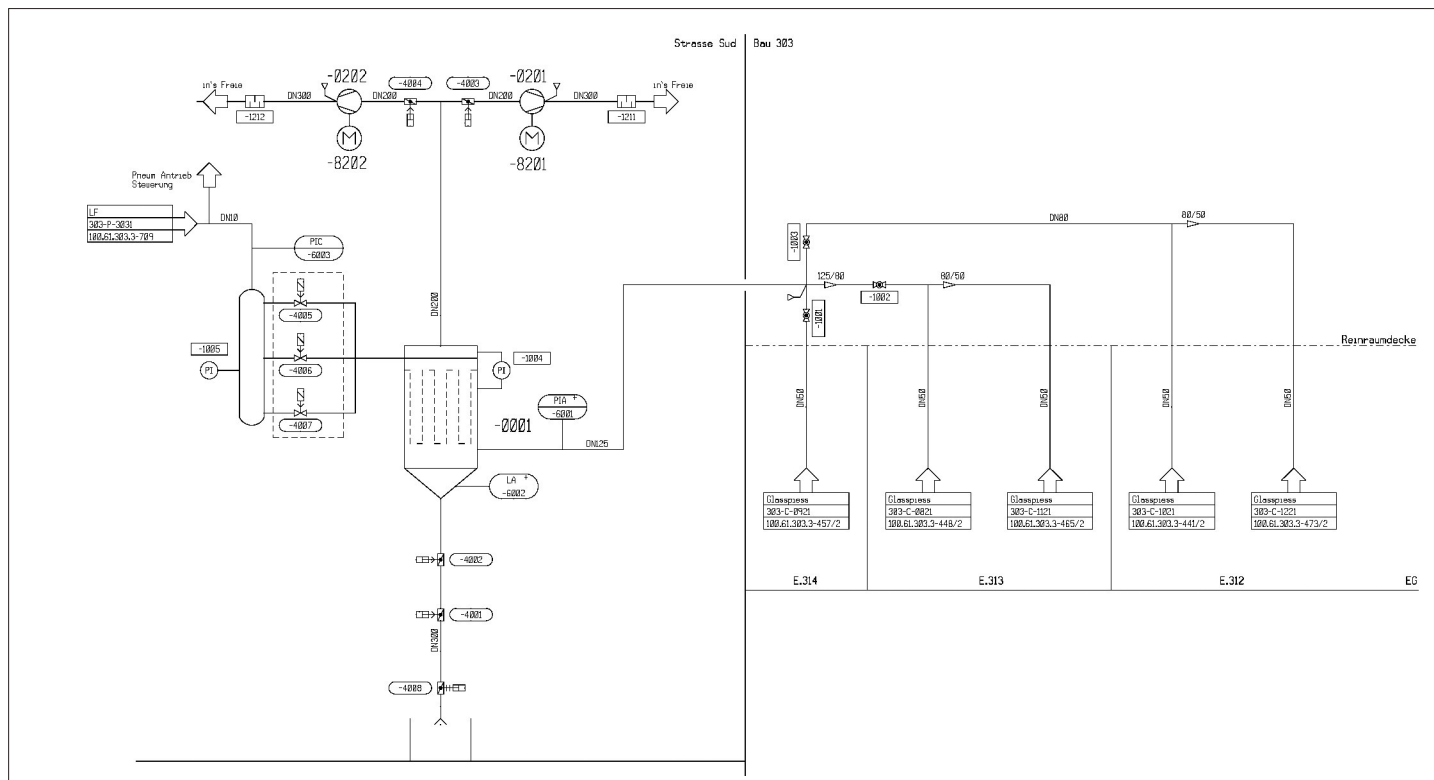 Strasse Sud
Bau 303
in's Freie
DN300
-0202
DN200
-4004
-4003
DN200
-0201
DN300
in's Freie
-1212
-1211
M
M
-8202
-8201
Pneum Antrieb
Steuerung
LF
303-P-3031
100.61.303.3-709
DN10
PIC
-6003
DN200
-4005
-1005
PI
-4006
-4007
-1004
PI
-0001
PIA +
-6001
DN125
LA +
-6002
-4002
-4001
DN300
-4008
DN80
80/50
-1003
125/80
-1002
80/50
-1001
Reinraumdecke
DN50
DN50
DN50
DN50
DN50
Glasspress
303-C-0921
100.61.303.3-457/2
Glasspress
303-C-0821
100.61.303.3-448/2
Glasspress
303-C-1121
100.61.303.3-465/2
Glasspress
303-C-1021
100.61.303.3-441/2
Glasspress
303-C-1221
100.61.303.3-473/2
E.314
E.313
E.312
EG